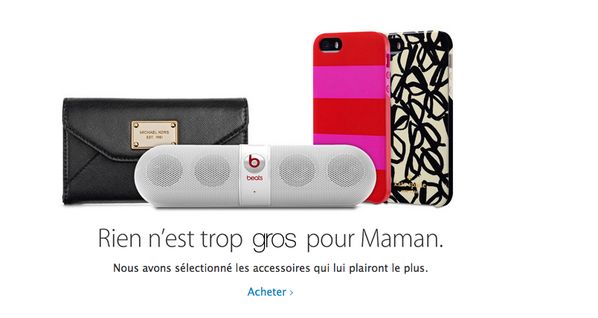 MICHAEL KORS
EST. 1981
b
beats
Rien n'est trop gros pour Maman.
Nous avons sélectionné les accessoires qui lui plairont le plus.
Acheter ›